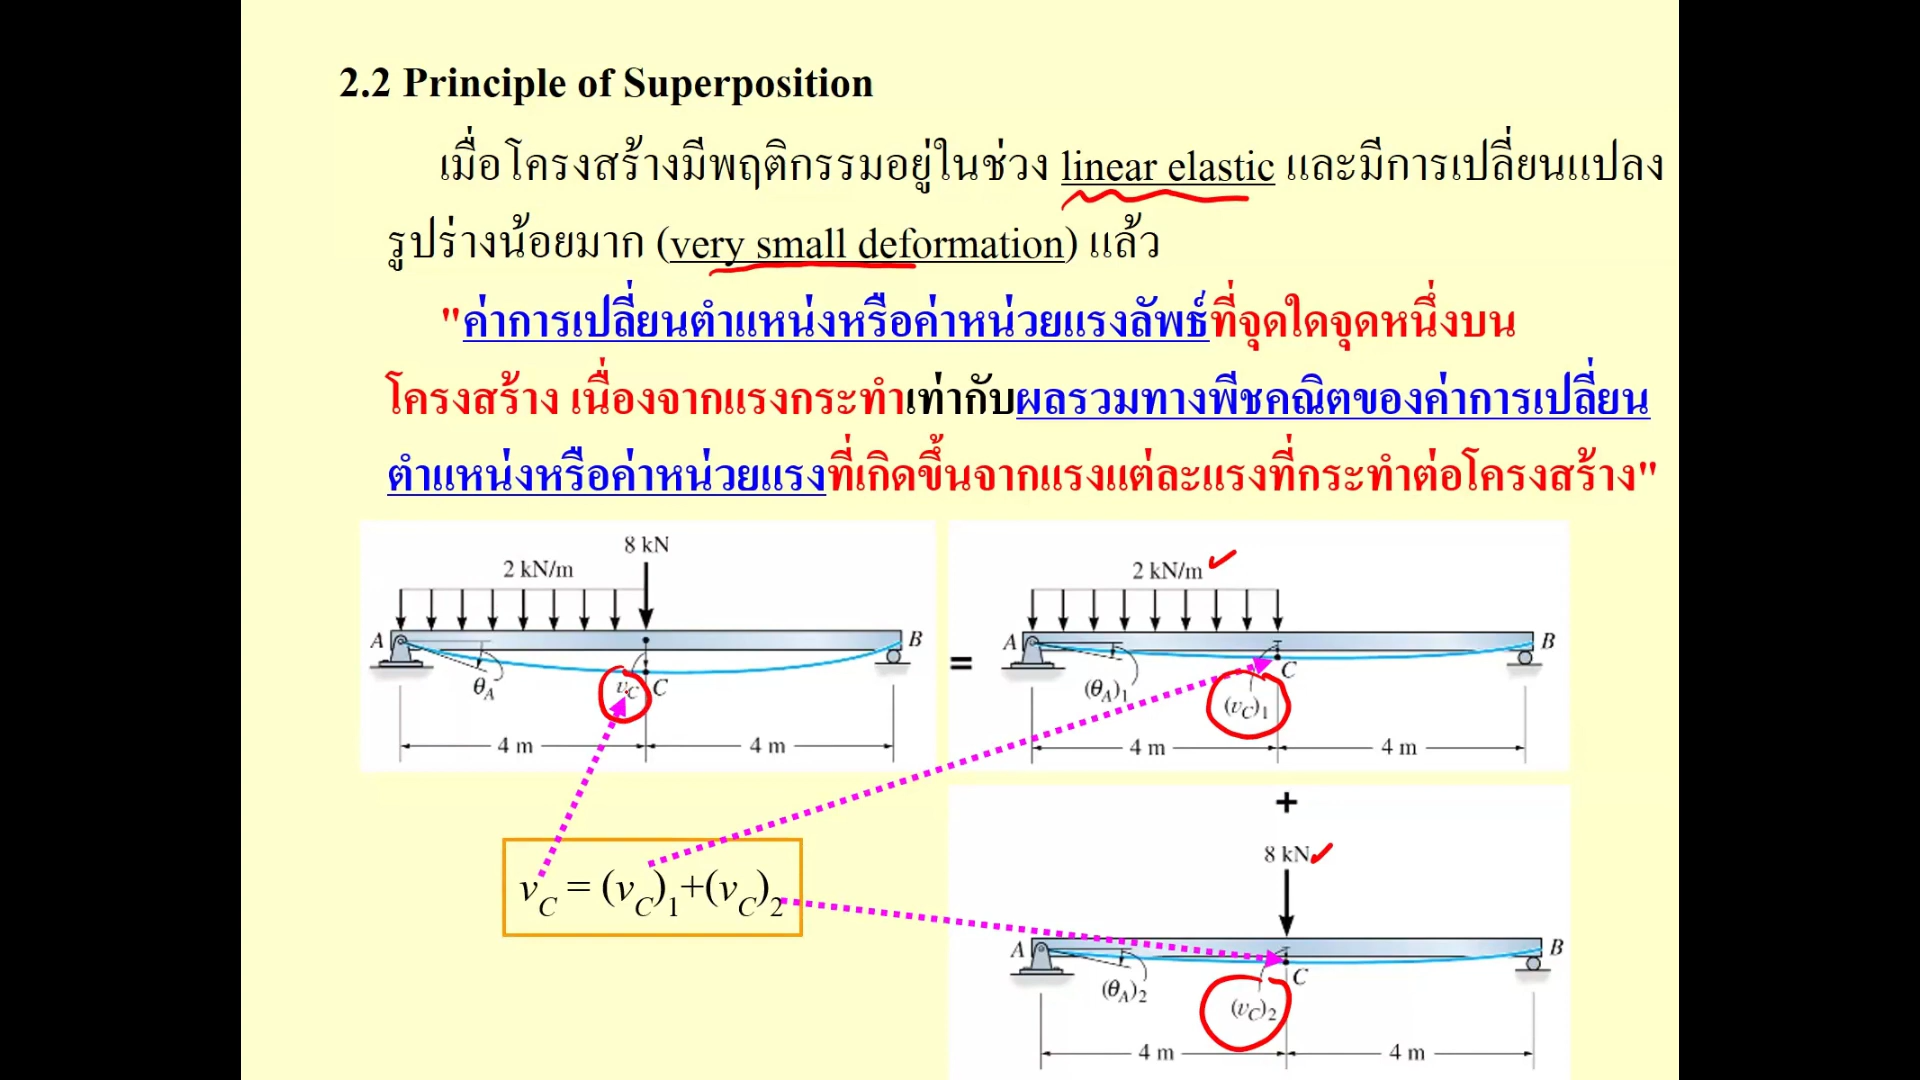 2.2 Principle of Superposition
เมื่อโครงสร้างมีพฤติกรรมอยู่ในช่วง linear elastic และมีการเปลี่ยนแปลง
รูปร่างน้อยมาก (very small deformation) แล้ว
"ค่าการเปลี่ยนตำแหน่งหรือค่าหน่วยแรงลัพธ์ที่จุดใดจุดหนึ่งบน
โครงสร้าง เนื่องจากแรงกระทำเท่ากับผลรวมทางพีชคณิตของค่าการเปลี่ยน
ตำแหน่งหรือค่าหน่วยแรงที่เกิดขึ้นจากแรงแต่ละแรงที่กระทำต่อโครงสร้าง"
8 kN
2 kN/m
A B
θ_A v_C C
4 m 4 m
=
2 kN/m
A B
(θ_A)₁ (v_C)₁ C
4 m 4 m
+
8 kN
v_C = (v_C)₁+(v_C)₂
A B
(θ_A)₂ (v_C)₂ C
4 m 4 m